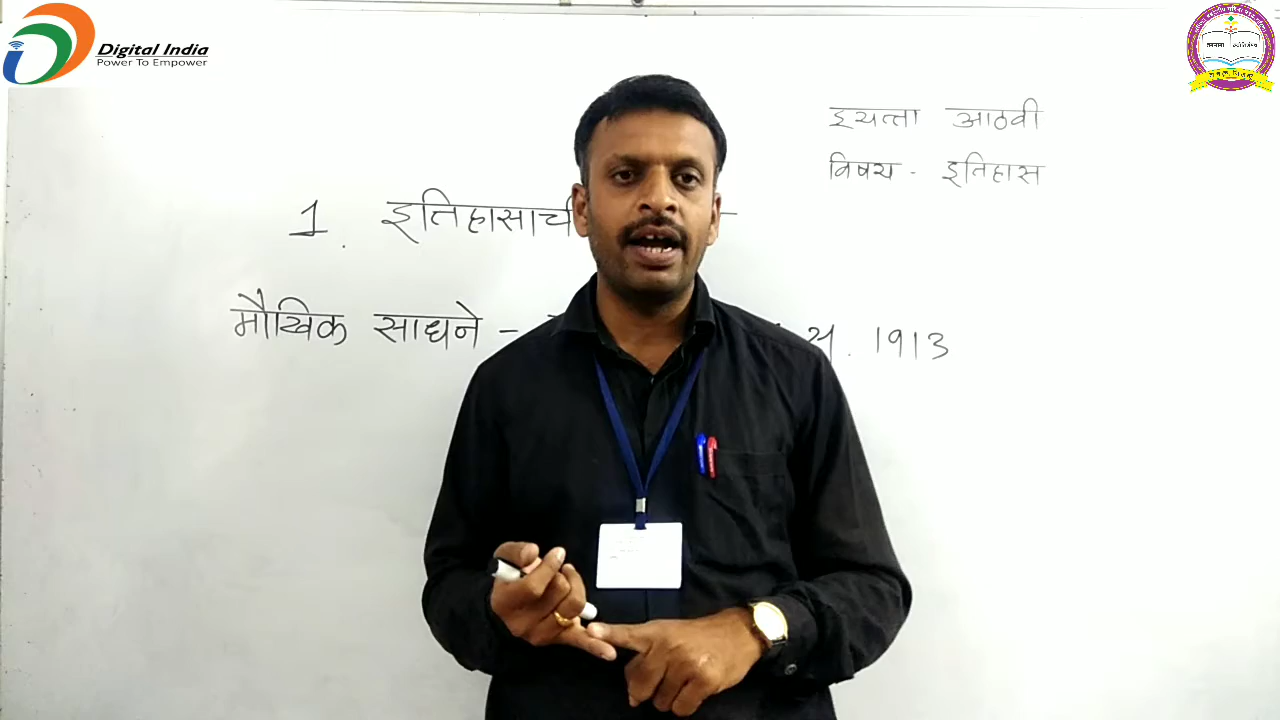 Digital India
Power To Empower
इयत्ता आठवी
विषय - इतिहास
1. इतिहासाची
मौखिक साधने - 1913